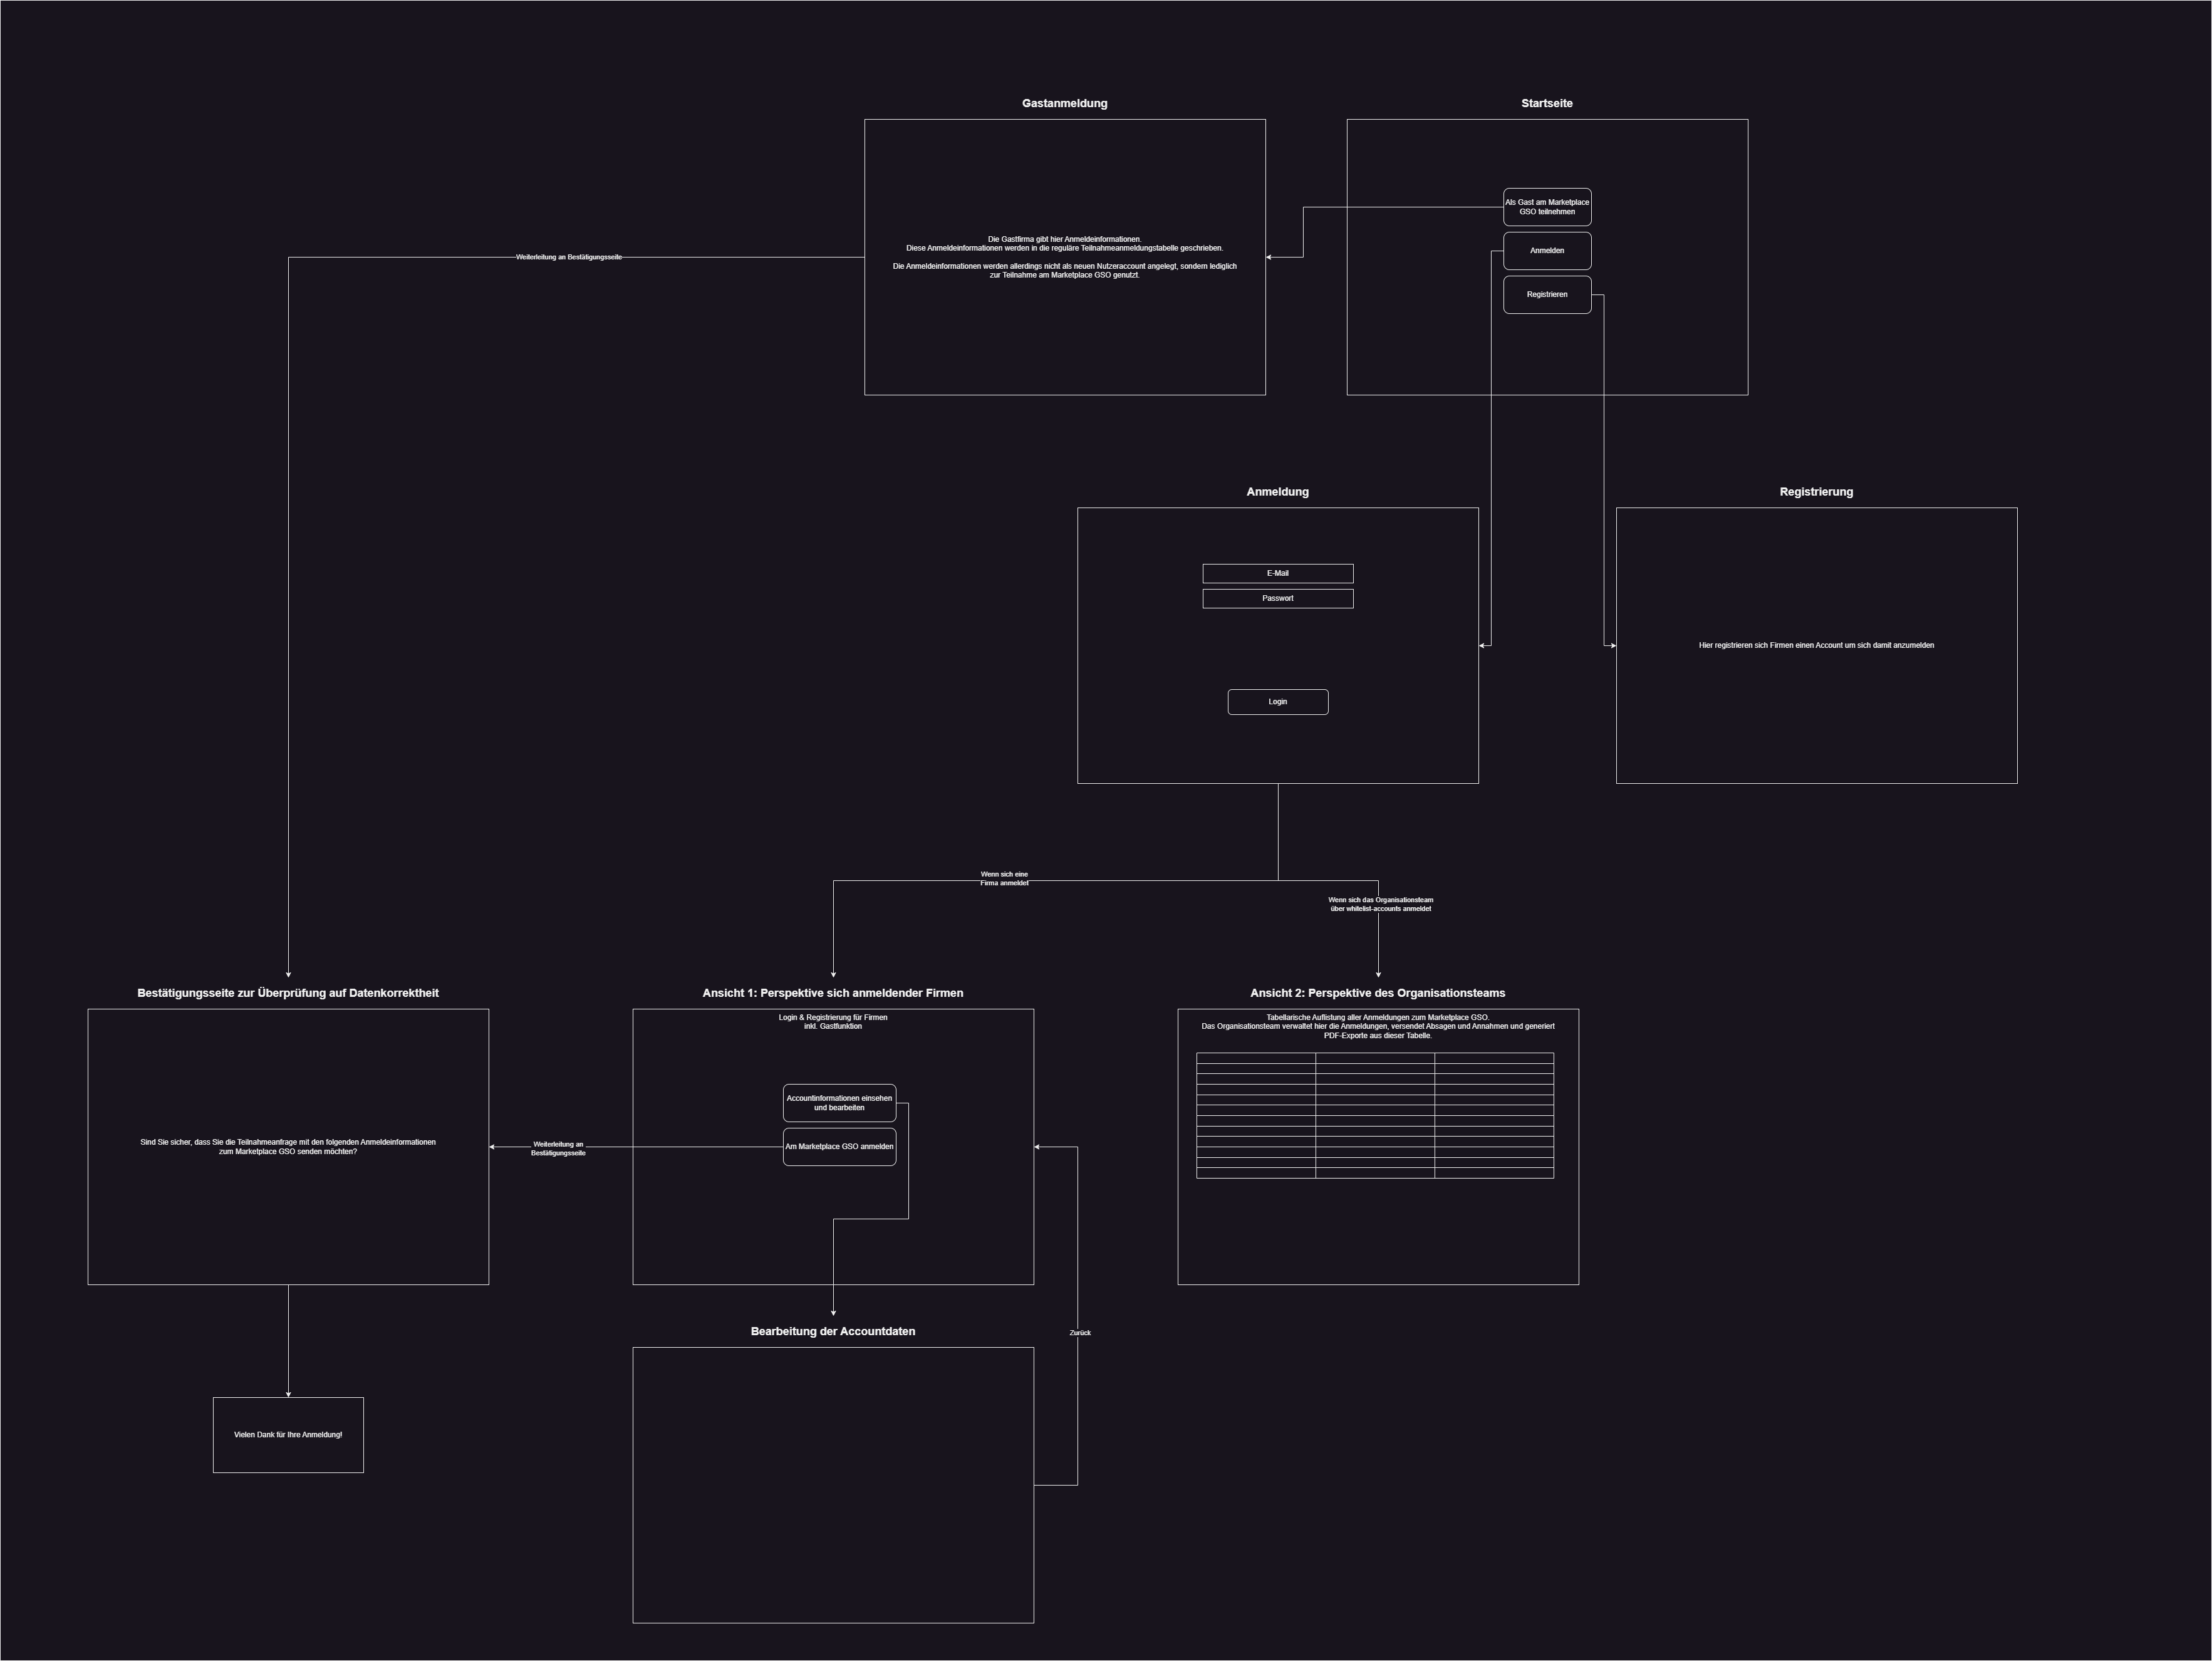 Gastanmeldung
Startseite
Als Gast am Marketplace
GSO teilnehmen
Anmelden
Registrieren
Die Gastfirma gibt hier Anmeldeinformationen.
Diese Anmeldeinformationen werden in die reguläre Teilnahmeanmeldungstabelle geschrieben.
Die Anmeldeinformationen werden allerdings nicht als neuen Nutzeraccount angelegt, sondern lediglich
zur Teilnahme am Marketplace GSO genutzt.
Weiterleitung an Bestätigungsseite
Anmeldung
Registrierung
E-Mail
Passwort
Login
Hier registrieren sich Firmen einen Account um sich damit anzumelden
Wenn sich eine
Firma anmeldet
Wenn sich das Organisationsteam
über whitelist-accounts anmeldet
Bestätigungsseite zur Überprüfung auf Datenkorrektheit
Ansicht 1: Perspektive sich anmeldender Firmen
Ansicht 2: Perspektive des Organisationsteams
Sind Sie sicher, dass Sie die Teilnahmeanfrage mit den folgenden Anmeldeinformationen
zum Marketplace GSO senden möchten?
Weiterleitung an
Bestätigungsseite
Login & Registrierung für Firmen
inkl. Gastfunktion
Accountinformationen einsehen
und bearbeiten
Am Marketplace GSO anmelden
Tabellarische Auflistung aller Anmeldungen zum Marketplace GSO.
Das Organisationsteam verwaltet hier die Anmeldungen, versendet Absagen und Annahmen und generiert
PDF-Exporte aus dieser Tabelle.
Bearbeitung der Accountdaten
Zurück
Vielen Dank für Ihre Anmeldung!